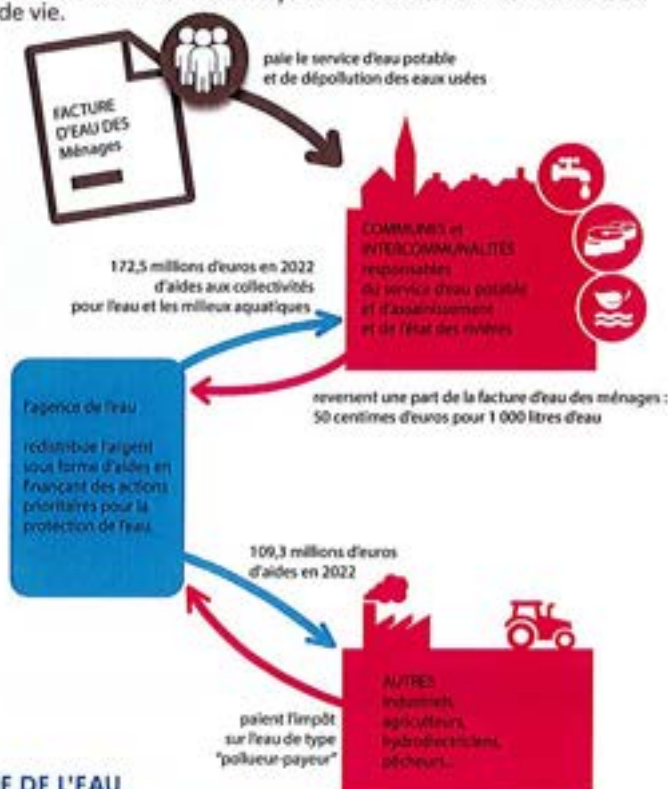 de vie.
paie le service d'eau potable
et de dépollution des eaux usées
FACTURE
D'EAU DES
Ménages
COMMUNES et
INTERCOMMUNALITÉS
responsables
du service d'eau potable
et d'assainissement
et de l'état des rivières
172,5 millions d'euros en 2022
d'aides aux collectivités
pour l'eau et les milieux aquatiques
reversent une part de la facture d'eau des ménages :
50 centimes d'euros pour 1 000 litres d'eau
l'agence de l'eau
redistribue l'argent
sous forme d'aides en
finançant des actions
prioritaires pour la
protection de l'eau.
109,3 millions d'euros
d'aides en 2022
AUTRES
industriels,
agriculteurs,
hydroélectriciens,
pêcheurs...
paient l'impôt
sur l'eau de type
"pollueur-payeur"
E DE L'EAU